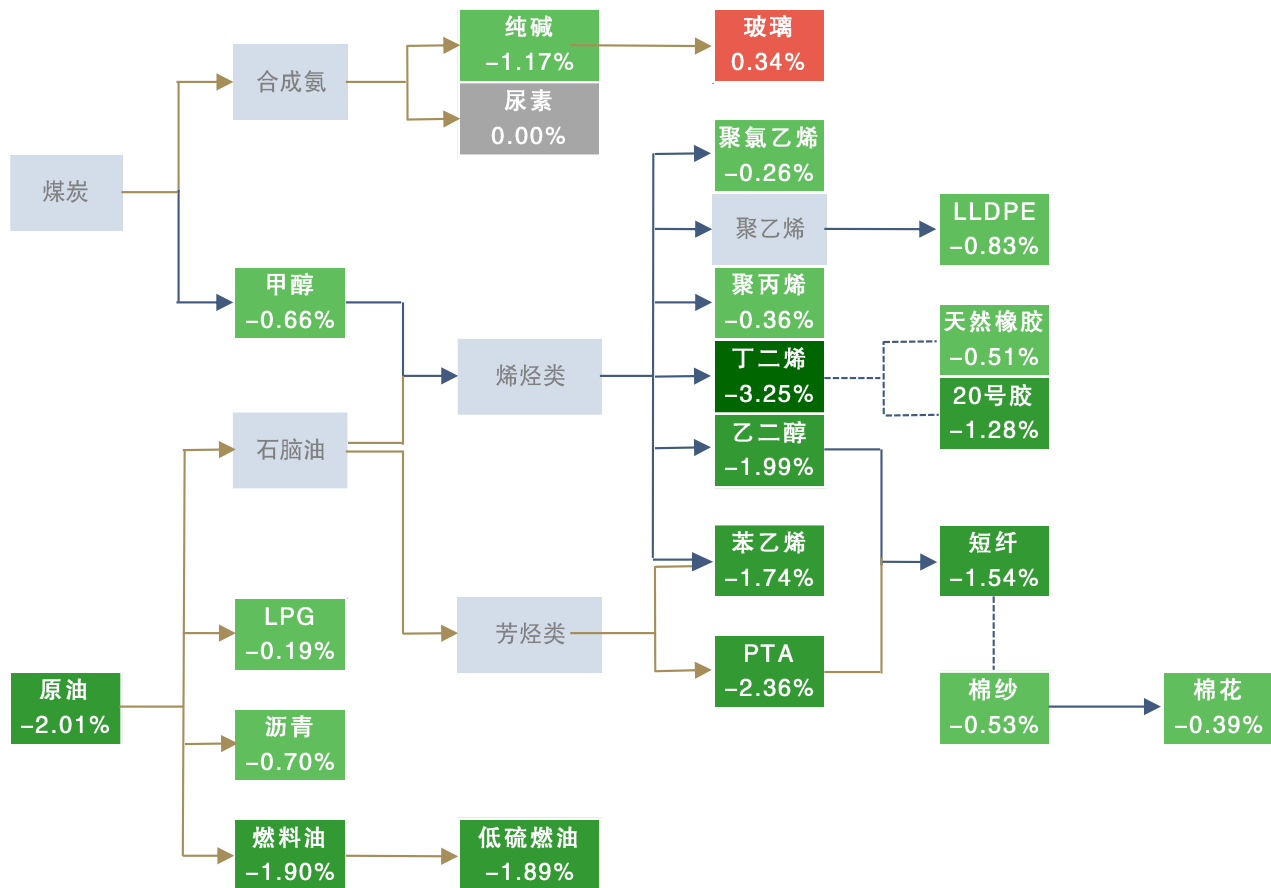 纯碱
-1.17%
玻璃
0.34%
合成氨
尿素
0.00%
煤炭
聚氯乙烯
-0.26%
聚乙烯
LLDPE
-0.83%
甲醇
-0.66%
聚丙烯
-0.36%
天然橡胶
-0.51%
烯烃类
丁二烯
-3.25%
20号胶
-1.28%
石脑油
乙二醇
-1.99%
苯乙烯
-1.74%
短纤
-1.54%
LPG
-0.19%
芳烃类
PTA
-2.36%
原油
-2.01%
棉纱
-0.53%
棉花
-0.39%
沥青
-0.70%
燃料油
-1.90%
低硫燃油
-1.89%